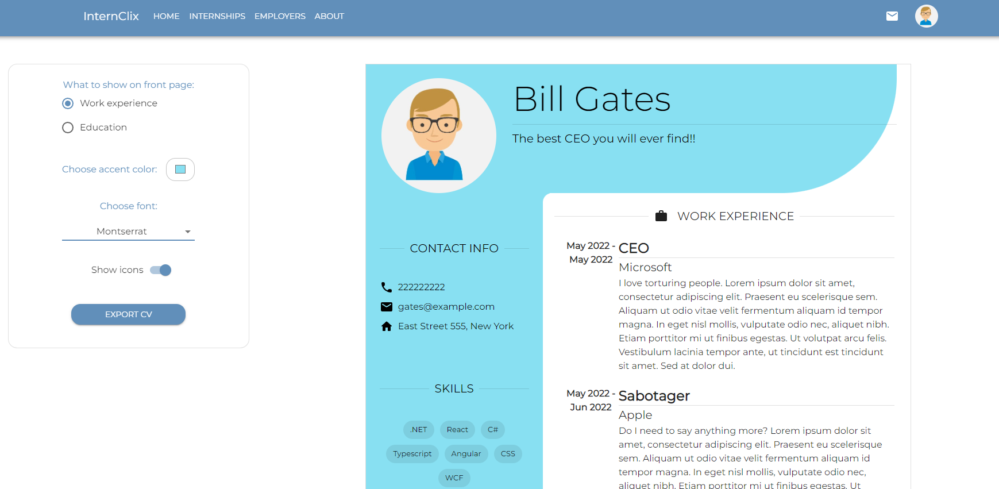 InternClix HOME INTERNSHIPS EMPLOYERS ABOUT
What to show on front page:
Work experience
Education
Choose accent color:
Choose font:
Montserrat
Show icons
EXPORT CV
Bill Gates
The best CEO you will ever find!!
CONTACT INFO
222222222
gates@example.com
East Street 555, New York
SKILLS
.NET React C#
Typescript Angular CSS
WCF
WORK EXPERIENCE
May 2022 -
May 2022
CEO
Microsoft
I love torturing people. Lorem ipsum dolor sit amet,
consectetur adipiscing elit. Praesent eu scelerisque sem.
Aliquam ut odio vitae velit fermentum aliquam id tempor
magna. In eget nisl mollis, vulputate odio nec, aliquet nibh.
Etiam porttitor mi ut finibus egestas. Ut volutpat arcu felis.
Vestibulum lacinia tempor ante, ut tincidunt est tincidunt
sit amet. Sed at dolor dui.
May 2022 -
Jun 2022
Sabotager
Apple
Do I need to say anything more? Lorem ipsum dolor sit
amet, consectetur adipiscing elit. Praesent eu scelerisque
sem. Aliquam ut odio vitae velit fermentum aliquam id
tempor magna. In eget nisl mollis, vulputate odio nec,
aliquet nibh. Etiam porttitor mi ut finibus egestas. Ut